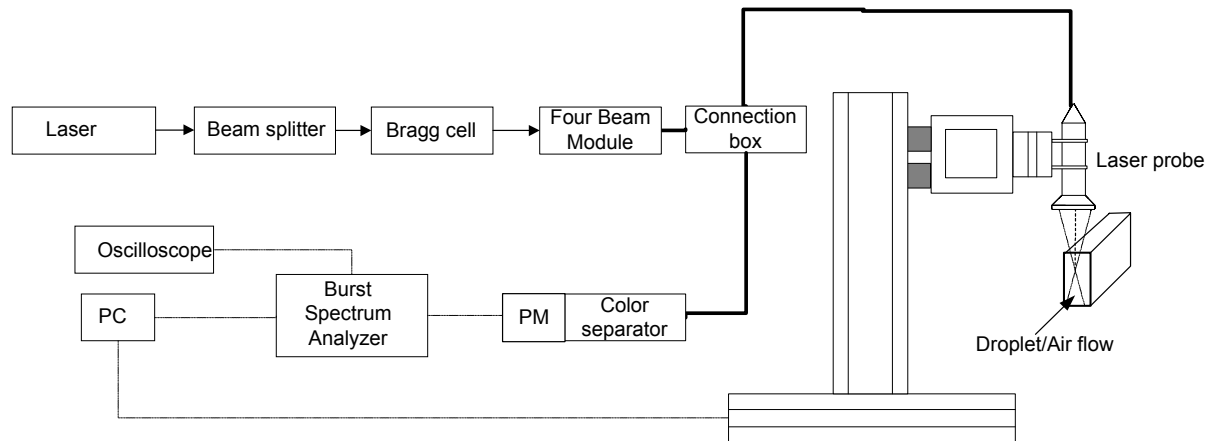 Laser
Beam splitter
Bragg cell
Four Beam
Module
Connection
box
Laser probe
Oscilloscope
PC
Burst
Spectrum
Analyzer
PM
Color
separator
Droplet/Air flow